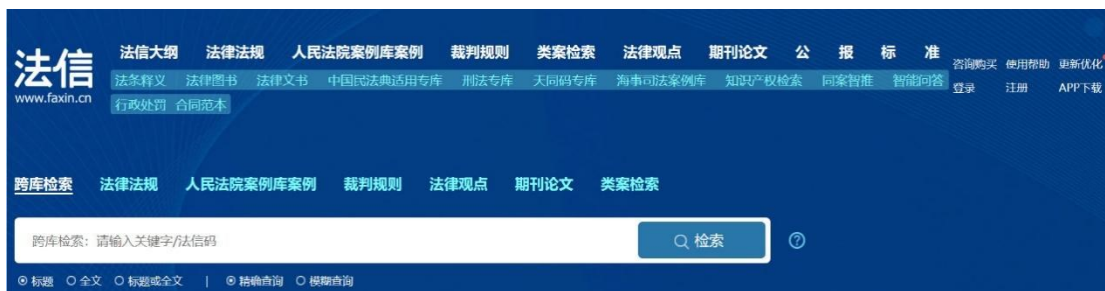 法信
www.faxin.cn
法信大纲 法律法规 人民法院案例库案例 裁判规则 类案检索 法律观点 期刊论文 公报 标准
法条释义 法律图书 法律文书 中国民法典适用专库 刑法专库 天同码专库 海事司法案例库 知识产权检索 同案智推 智能问答
行政处罚 合同范本
咨询购买 使用帮助 更新优化
登录 注册 APP下载
跨库检索 法律法规 人民法院案例库案例 裁判规则 法律观点 期刊论文 类案检索
跨库检索：请输入关键字/法信码 检索
标题 全文 标题或全文 | 精确查询 模糊查询